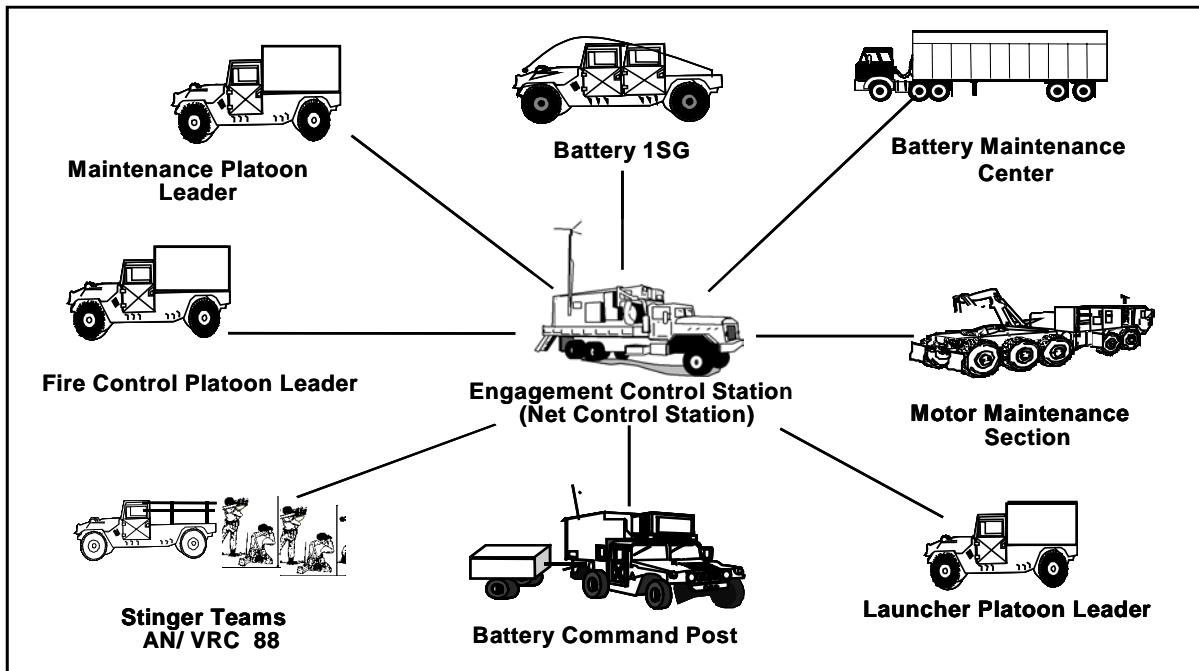 Maintenance Platoon
Leader
Battery 1SG
Battery Maintenance
Center
Fire Control Platoon Leader
Engagement Control Station
(Net Control Station)
Motor Maintenance
Section
Stinger Teams
AN/ VRC 88
Battery Command Post
Launcher Platoon Leader